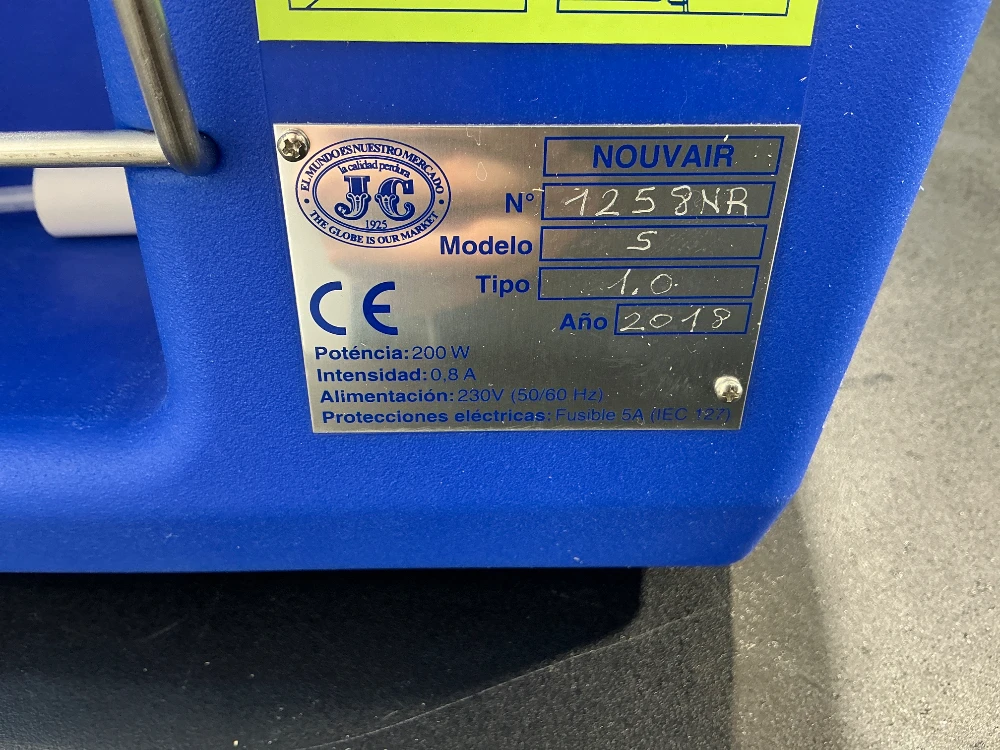 EL MUNDO ES NUESTRO MERCADO
la calidad perdura
JC
1925
THE GLOBE IS OUR MARKET
NOUVAIR
N° 1258NR
Modelo S
Tipo 1.0
Año 2018
CE
Poténcia: 200 W
Intensidad: 0,8 A
Alimentación: 230V (50/60 Hz)
Protecciones eléctricas: Fusible 5A (IEC 127)